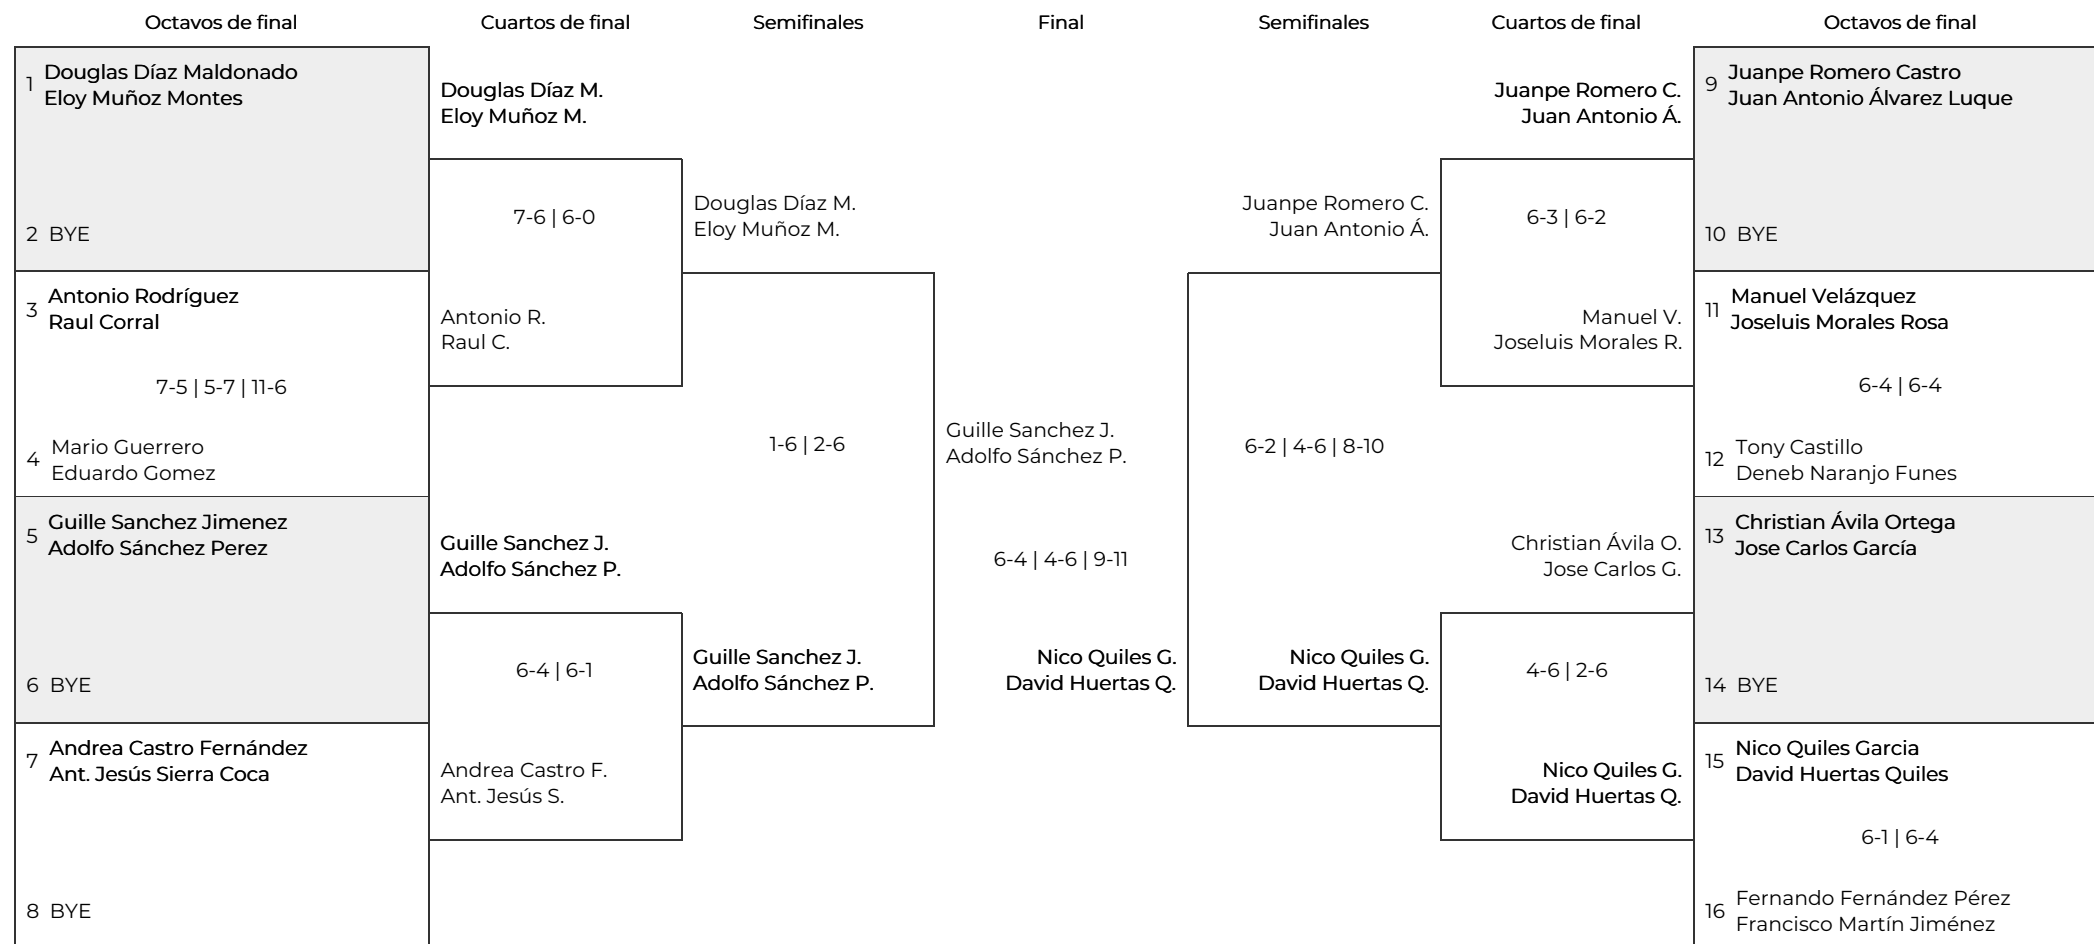 Octavos de final
Cuartos de final
Semifinales
Final
Semifinales
Cuartos de final
Octavos de final
1 Douglas Díaz Maldonado
Eloy Muñoz Montes
2 BYE
3 Antonio Rodríguez
Raul Corral
7-5 | 5-7 | 11-6
4 Mario Guerrero
Eduardo Gomez
5 Guille Sanchez Jimenez
Adolfo Sánchez Perez
6 BYE
7 Andrea Castro Fernández
Ant. Jesús Sierra Coca
8 BYE
Douglas Díaz M.
Eloy Muñoz M.
7-6 | 6-0
Antonio R.
Raul C.
Guille Sanchez J.
Adolfo Sánchez P.
6-4 | 6-1
Andrea Castro F.
Ant. Jesús S.
Douglas Díaz M.
Eloy Muñoz M.
1-6 | 2-6
Guille Sanchez J.
Adolfo Sánchez P.
Guille Sanchez J.
Adolfo Sánchez P.
6-4 | 4-6 | 9-11
Nico Quiles G.
David Huertas Q.
Juanpe Romero C.
Juan Antonio Á.
6-2 | 4-6 | 8-10
Nico Quiles G.
David Huertas Q.
Juanpe Romero C.
Juan Antonio Á.
6-3 | 6-2
Manuel V.
Joseluis Morales R.
Christian Ávila O.
Jose Carlos G.
4-6 | 2-6
Nico Quiles G.
David Huertas Q.
9 Juanpe Romero Castro
Juan Antonio Álvarez Luque
10 BYE
11 Manuel Velázquez
Joseluis Morales Rosa
6-4 | 6-4
12 Tony Castillo
Deneb Naranjo Funes
13 Christian Ávila Ortega
Jose Carlos García
14 BYE
15 Nico Quiles Garcia
David Huertas Quiles
6-1 | 6-4
16 Fernando Fernández Pérez
Francisco Martín Jiménez